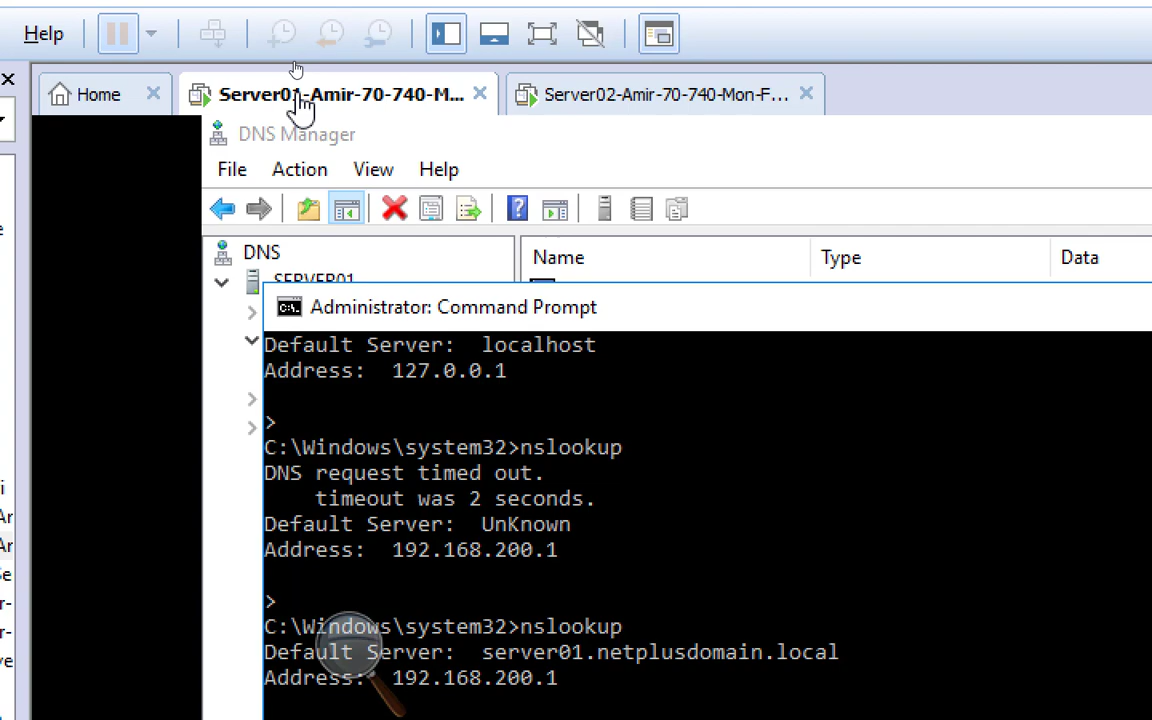 Help
Home
Server01-Amir-70-740-M...
Server02-Amir-70-740-Mon-F...
DNS Manager
File Action View Help
DNS
SERVER01
Name Type Data
Administrator: Command Prompt
Default Server:  localhost
Address:  127.0.0.1
>
C:\Windows\system32>nslookup
DNS request timed out.
    timeout was 2 seconds.
Default Server:  UnKnown
Address:  192.168.200.1
>
C:\Windows\system32>nslookup
Default Server:  server01.netplusdomain.local
Address:  192.168.200.1